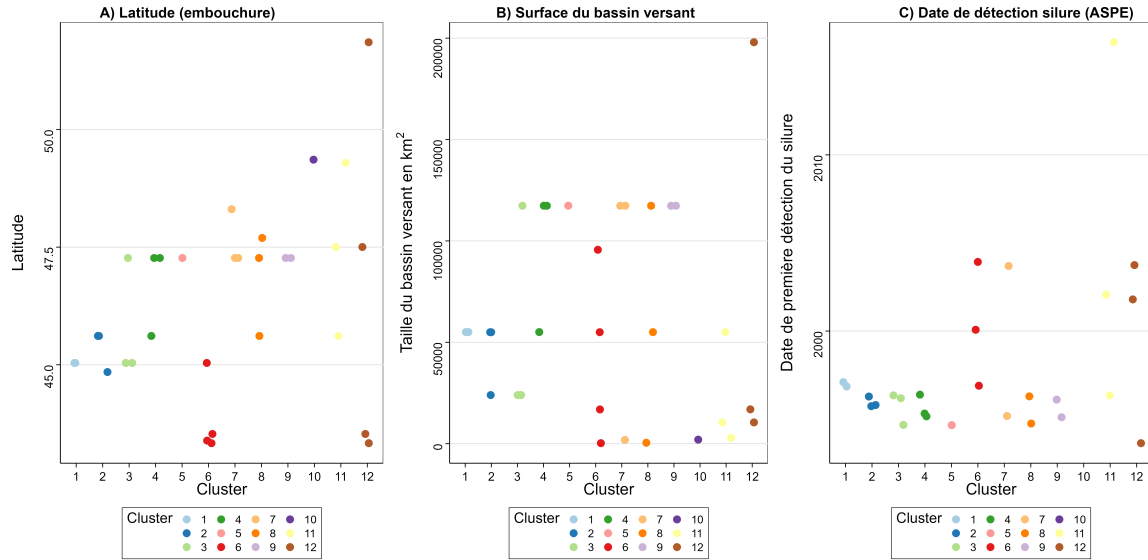 A) Latitude (embouchure)
Latitude
50.0
47.5
45.0
1 2 3 4 5 6 7 8 9 10 11 12
Cluster
Cluster 1 4 7 10
2 5 8 11
3 6 9 12
B) Surface du bassin versant
Taille du bassin versant en km²
200000
150000
100000
50000
0
1 2 3 4 5 6 7 8 9 10 11 12
Cluster
Cluster 1 4 7 10
2 5 8 11
3 6 9 12
C) Date de détection silure (ASPE)
Date de première détection du silure
2010
2000
1 2 3 4 5 6 7 8 9 10 11 12
Cluster
Cluster 1 4 7 10
2 5 8 11
3 6 9 12